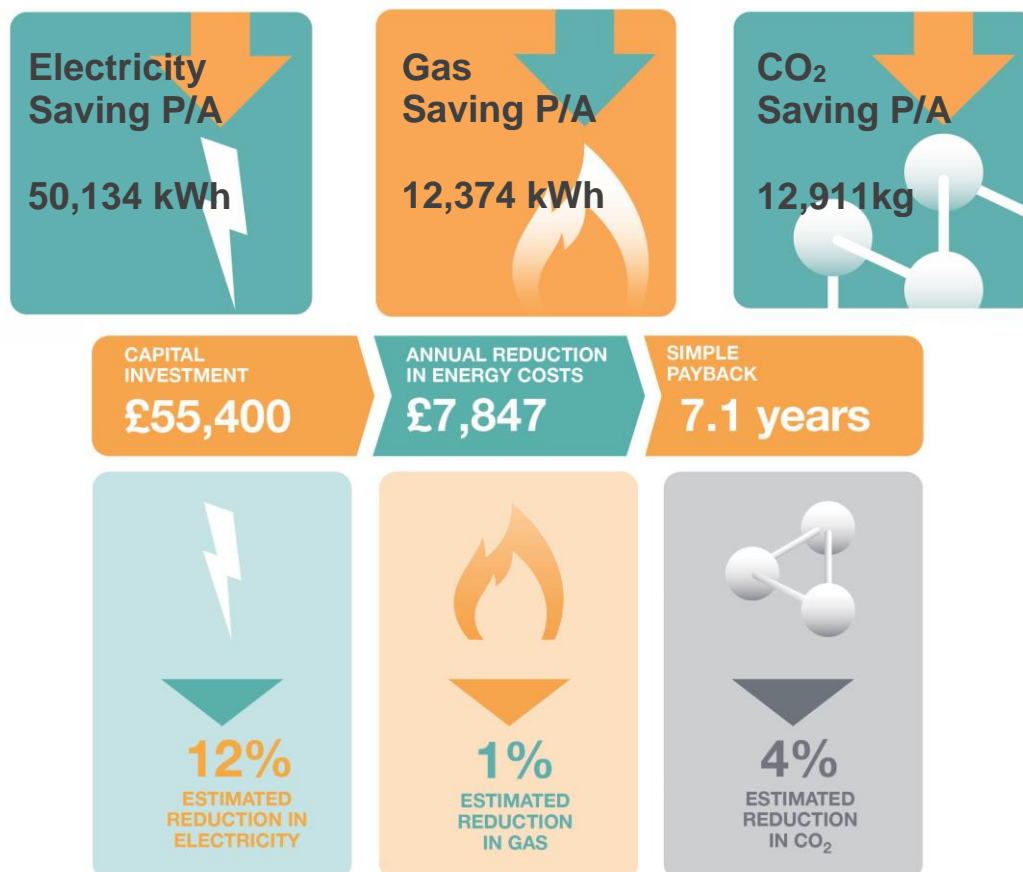 Electricity
Saving P/A
50,134 kWh
Gas
Saving P/A
12,374 kWh
CO₂
Saving P/A
12,911kg
CAPITAL
INVESTMENT
£55,400
ANNUAL REDUCTION
IN ENERGY COSTS
£7,847
SIMPLE
PAYBACK
7.1 years
12%
ESTIMATED
REDUCTION IN
ELECTRICITY
1%
ESTIMATED
REDUCTION
IN GAS
4%
ESTIMATED
REDUCTION
IN CO₂